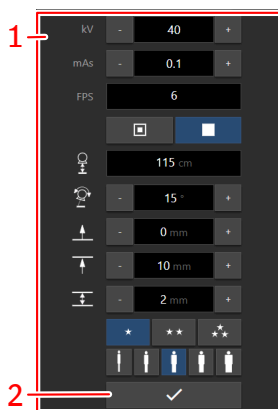 1
kV - 40 +
mAs - 0.1 +
FPS 6
115 cm
- 15 ° +
- 0 mm +
- 10 mm +
- 2 mm +
2